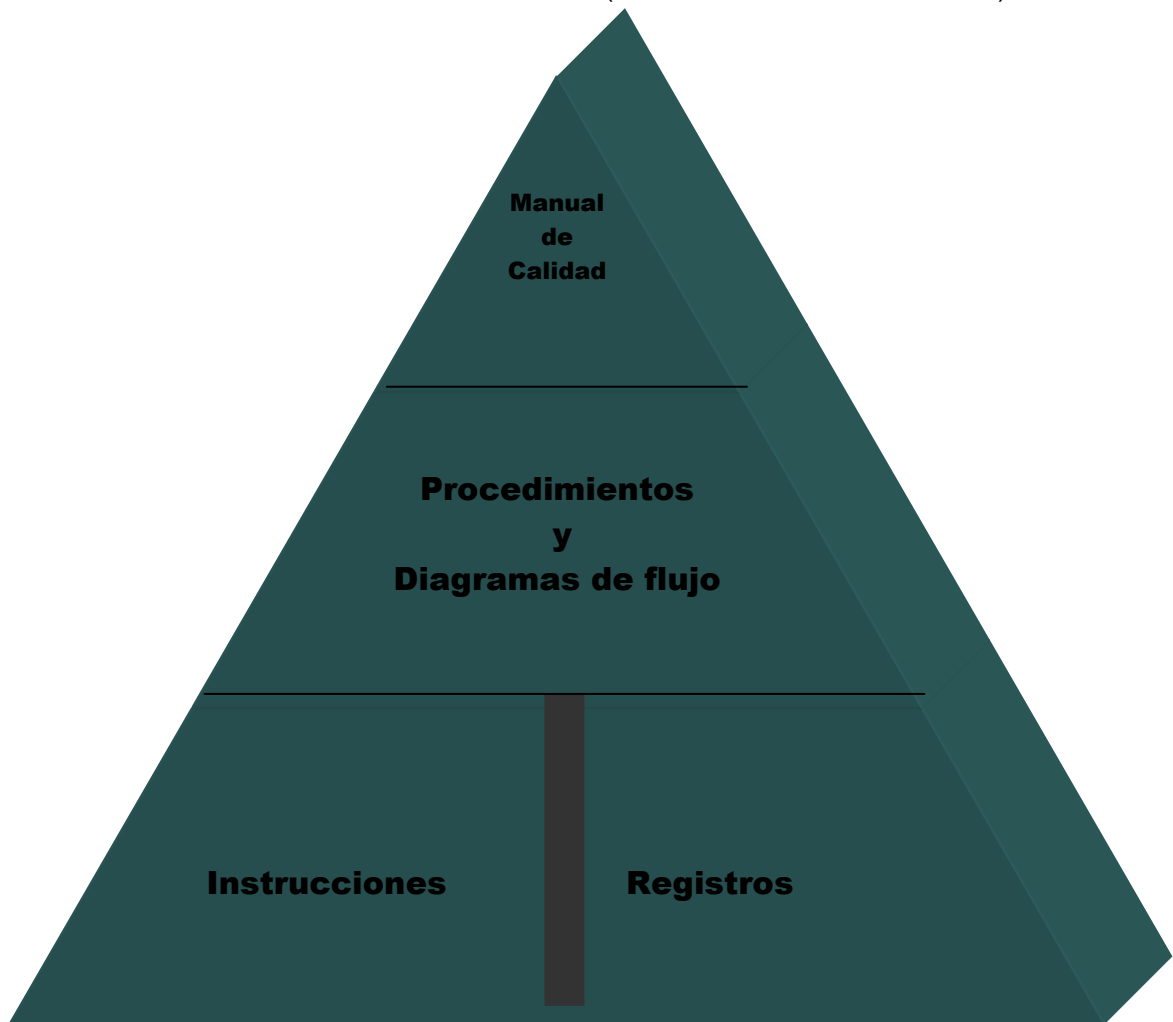 Manual
de
Calidad
Procedimientos
y
Diagramas de flujo
Instrucciones
Registros